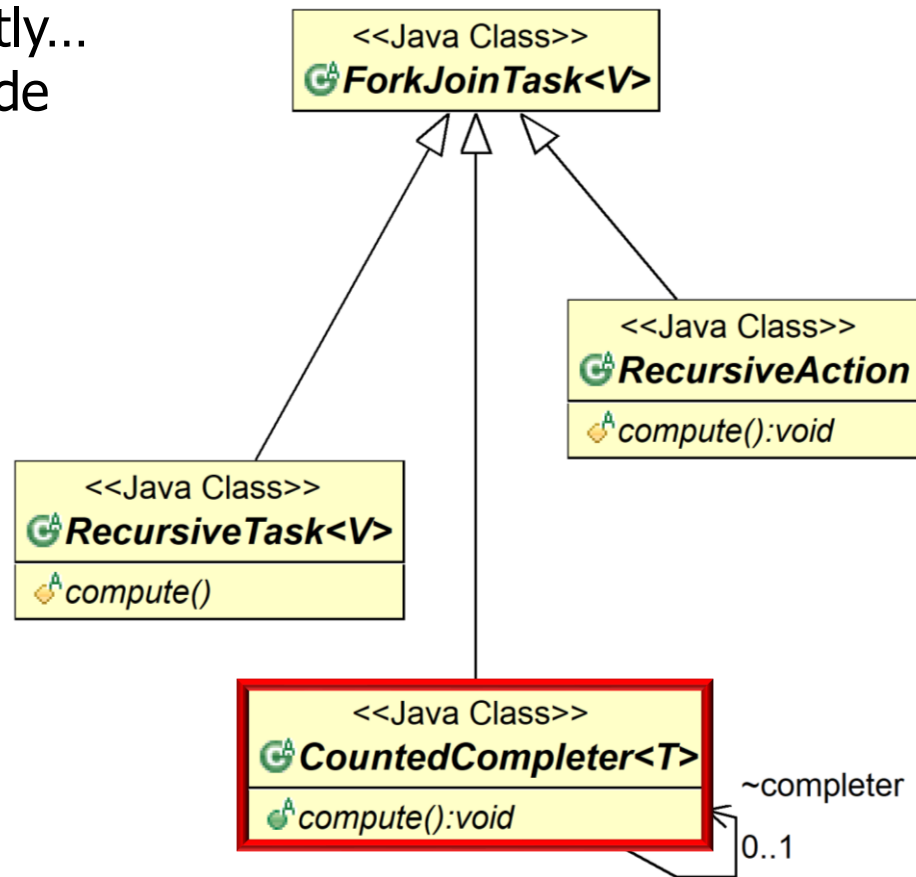 tly...
de
<<Java Class>>
ForkJoinTask<V>
<<Java Class>>
RecursiveAction
compute():void
<<Java Class>>
RecursiveTask<V>
compute()
<<Java Class>>
CountedCompleter<T>
compute():void
~completer
0..1